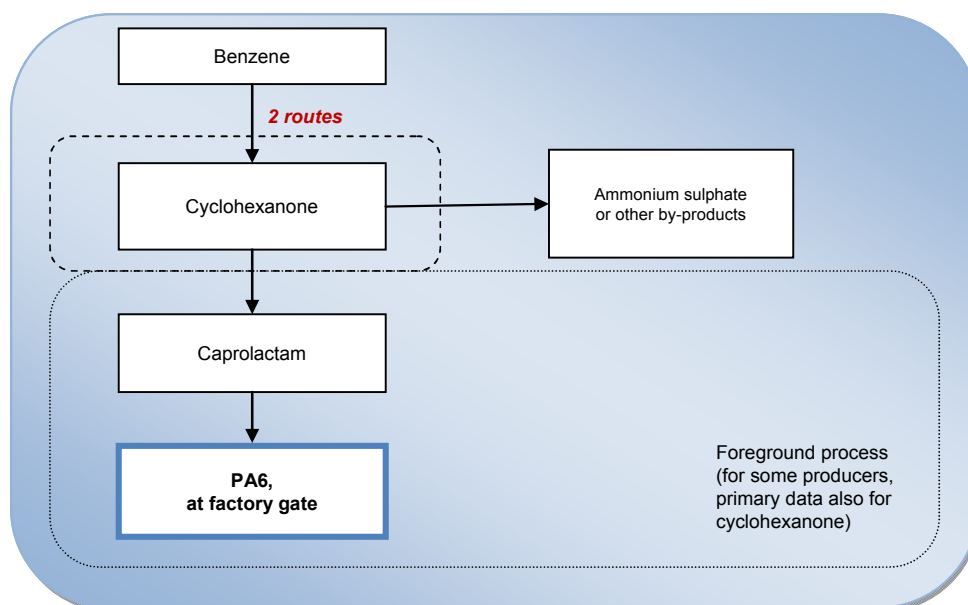 Benzene
2 routes
Cyclohexanone
Ammonium sulphate
or other by-products
Caprolactam
PA6,
at factory gate
Foreground process
(for some producers,
primary data also for
cyclohexanone)